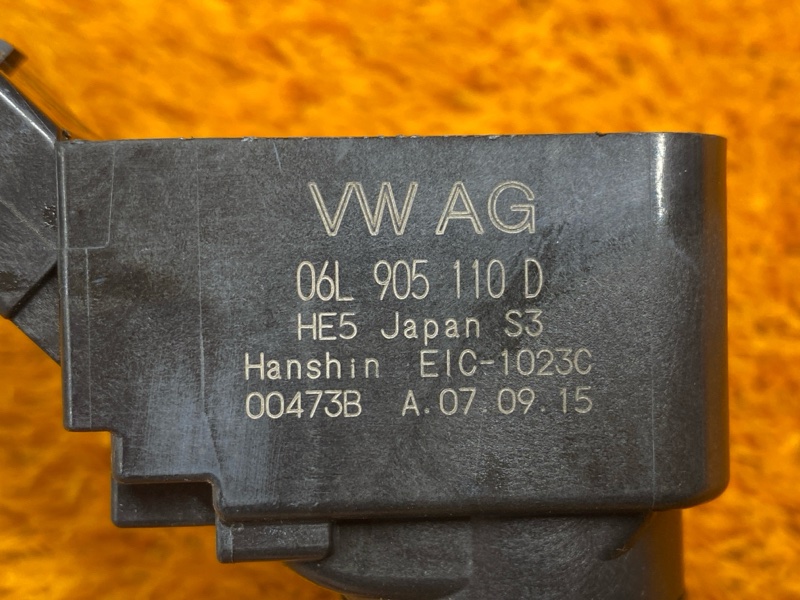 VW AG
06L 905 110 D
HE5 Japan S3
Hanshin EIC-1023C
00473B A.07.09.15